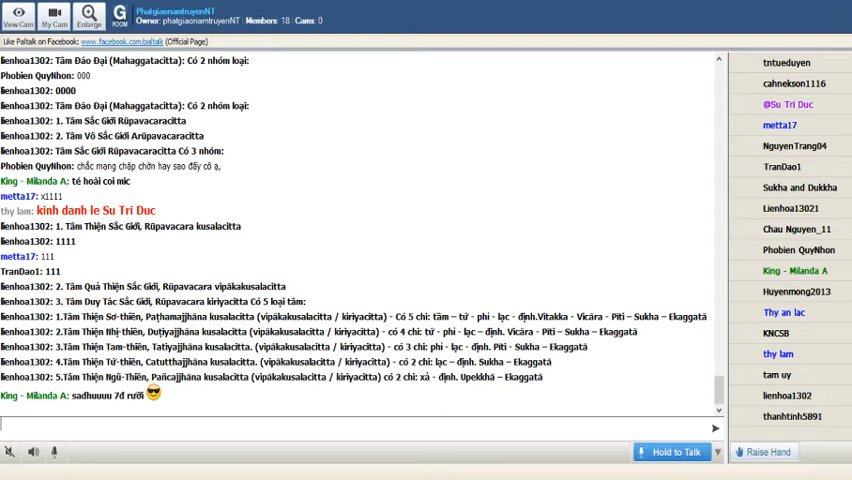 View Cam
My Cam
Enlarge
G
ROOM
PhatgiaonamtruyenNT
Owner: phatgiaonamtruyenNT | Members: 18 | Cams: 0
Like Paltalk on Facebook: www.facebook.com/paltalk (Official Page)
lienhoa1302: Tâm Đáo Đại (Mahaggatacitta): Có 2 nhóm loại:
Phobien QuyNhon: 000
lienhoa1302: 0000
lienhoa1302: Tâm Đáo Đại (Mahaggatacitta): Có 2 nhóm loại:
lienhoa1302: 1. Tâm Sắc Giới Rūpavacaracitta
lienhoa1302: 2. Tâm Vô Sắc Giới Arūpavacaracitta
lienhoa1302: Tâm Sắc Giới Rūpavacaracitta Có 3 nhóm:
Phobien QuyNhon: chắc mạng chập chờn hay sao đấy cô ạ,
King - Milanda A: té hoài coi mic
metta17: x1111
thy lam: kinh danh le Su Tri Duc
lienhoa1302: 1. Tâm Thiện Sắc Giới, Rūpavacara kusalacitta
lienhoa1302: 1111
metta17: 111
TranDao1: 111
lienhoa1302: 2. Tâm Quả Thiện Sắc Giới, Rūpavacara vipākakusalacitta
lienhoa1302: 3. Tâm Duy Tác Sắc Giới, Rūpavacara kiriyacitta Có 5 loại tâm:
lienhoa1302: 1.Tâm Thiện Sơ-thiền, Paṭhamajjhāna kusalacitta (vipākakusalacitta / kiriyacitta) - Có 5 chi: tầm – tứ - phi - lạc – định.Vitakka - Vicāra - Pīti – Sukha – Ekaggatā
lienhoa1302: 2.Tâm Thiện Nhị-thiền, Dutiyajjhāna kusalacitta (vipākakusalacitta / kiriyacitta) - có 4 chi: tứ - phi - lạc – định. Vicāra - Pīti – Sukha – Ekaggatā
lienhoa1302: 3.Tâm Thiện Tam-thiền, Tatiyajjhāna kusalacitta. (vipākakusalacitta / kiriyacitta) - có 3 chi: phi - lạc – định. Pīti - Sukha – Ekaggatā
lienhoa1302: 4.Tâm Thiện Tứ-thiền, Catutthajjhāna kusalacitta. (vipākakusalacitta / kiriyacitta) - có 2 chi: lạc – định. Sukha – Ekaggatā
lienhoa1302: 5.Tâm Thiện Ngũ-Thiền, Pañcajjhāna kusalacitta (vipākakusalacitta / kiriyacitta) có 2 chi: xả - định. Upekkhā – Ekaggatā
King - Milanda A: sadhuuuu 7đ rưỡi
Hold to Talk
tntueduyen
cahnekson1116
@Su Tri Duc
metta17
NguyenTrang04
TranDao1
Sukha and Dukkha
Lienhoa13021
Chau Nguyen_11
Phobien QuyNhon
King - Milanda A
Huyenmong2013
Thy an lac
KNCSB
thy lam
tam uy
lienhoa1302
thanhtinh5891
Raise Hand